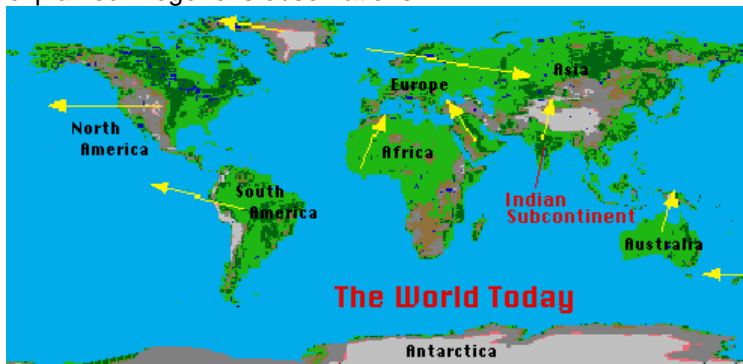 Asia
Europe
North
America
Africa
South
America
Indian
Subcontinent
Australia
The World Today
Antarctica